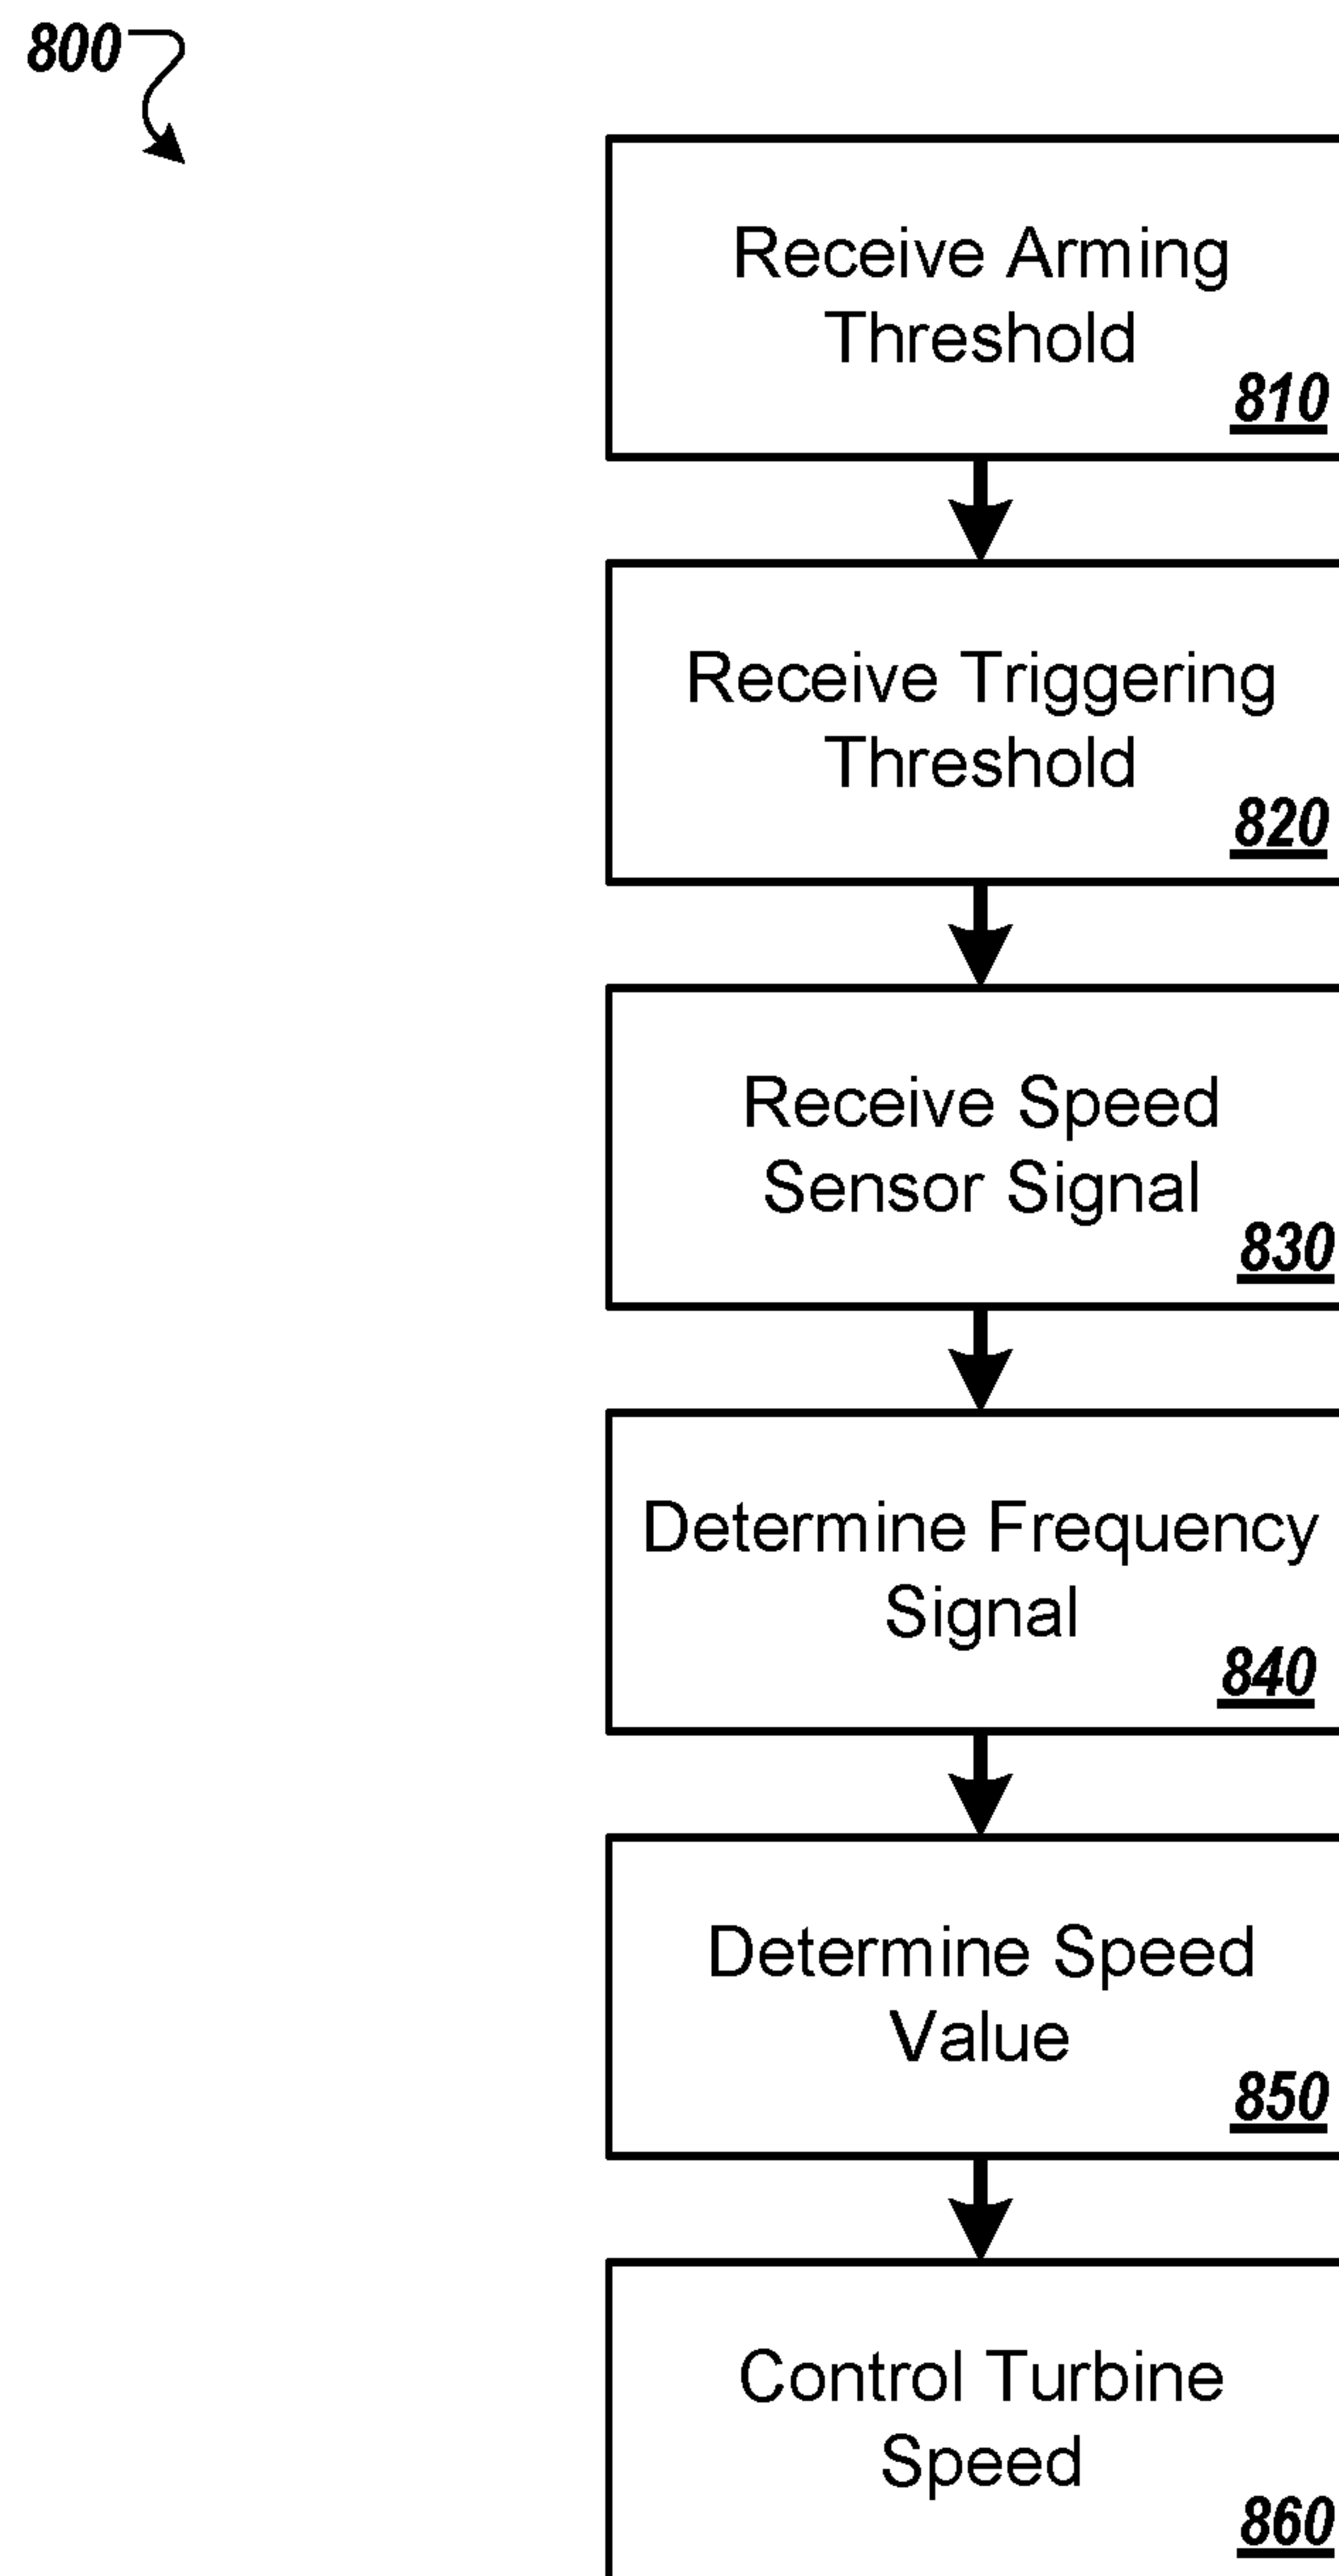 800
Receive Arming
Threshold
810
Receive Triggering
Threshold
820
Receive Speed
Sensor Signal
830
Determine Frequency
Signal
840
Determine Speed
Value
850
Control Turbine
Speed
860